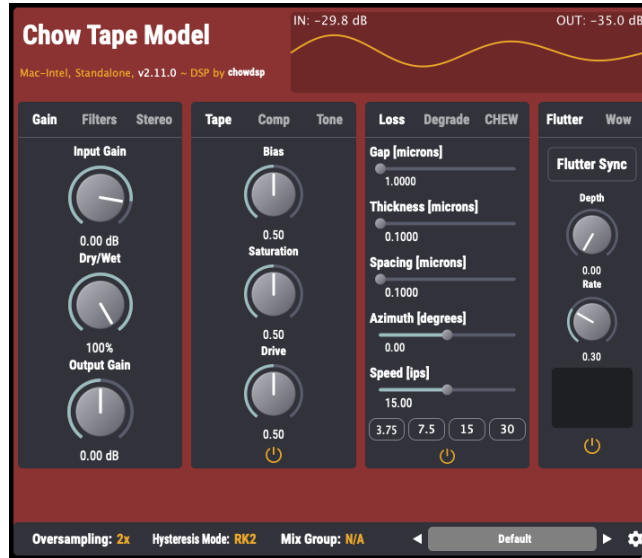 Chow Tape Model
IN: -29.8 dB
OUT: -35.0 dB
Mac-Intel, Standalone, v2.11.0 ~ DSP by chowdsp
Gain Filters Stereo
Input Gain
0.00 dB
Dry/Wet
100%
Output Gain
0.00 dB
Tape Comp Tone
Bias
0.50
Saturation
0.50
Drive
0.50
Loss Degrade CHEW
Gap [microns]
1.0000
Thickness [microns]
0.1000
Spacing [microns]
0.1000
Azimuth [degrees]
0.00
Speed [ips]
15.00
3.75 7.5 15 30
Flutter Wow
Flutter Sync
Depth
0.00
Rate
0.30
Oversampling: 2x Hysteresis Mode: RK2 Mix Group: N/A Default